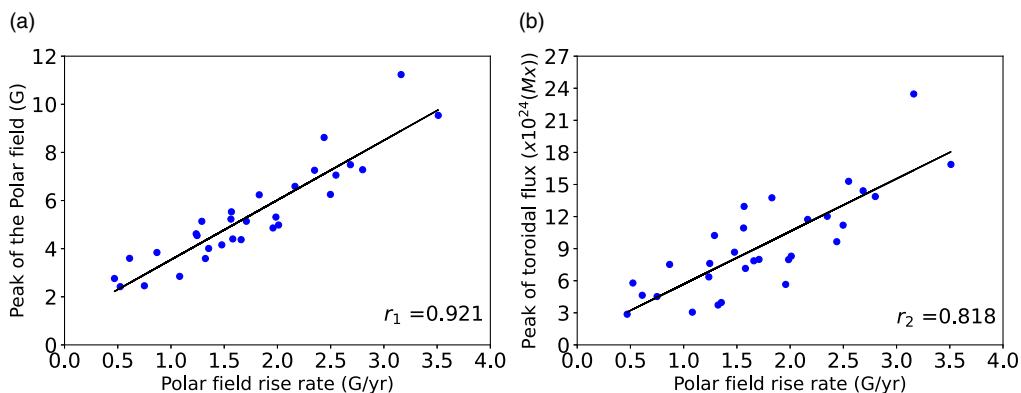 (a)
12
10
8
6
4
2
0
Peak of the Polar field (G)
r₁ =0.921
0.0 0.5 1.0 1.5 2.0 2.5 3.0 3.5 4.0
Polar field rise rate (G/yr)
(b)
27
24
21
18
15
12
9
6
3
0
Peak of toroidal flux (x10^24(Mx))
r₂ =0.818
0.0 0.5 1.0 1.5 2.0 2.5 3.0 3.5 4.0
Polar field rise rate (G/yr)